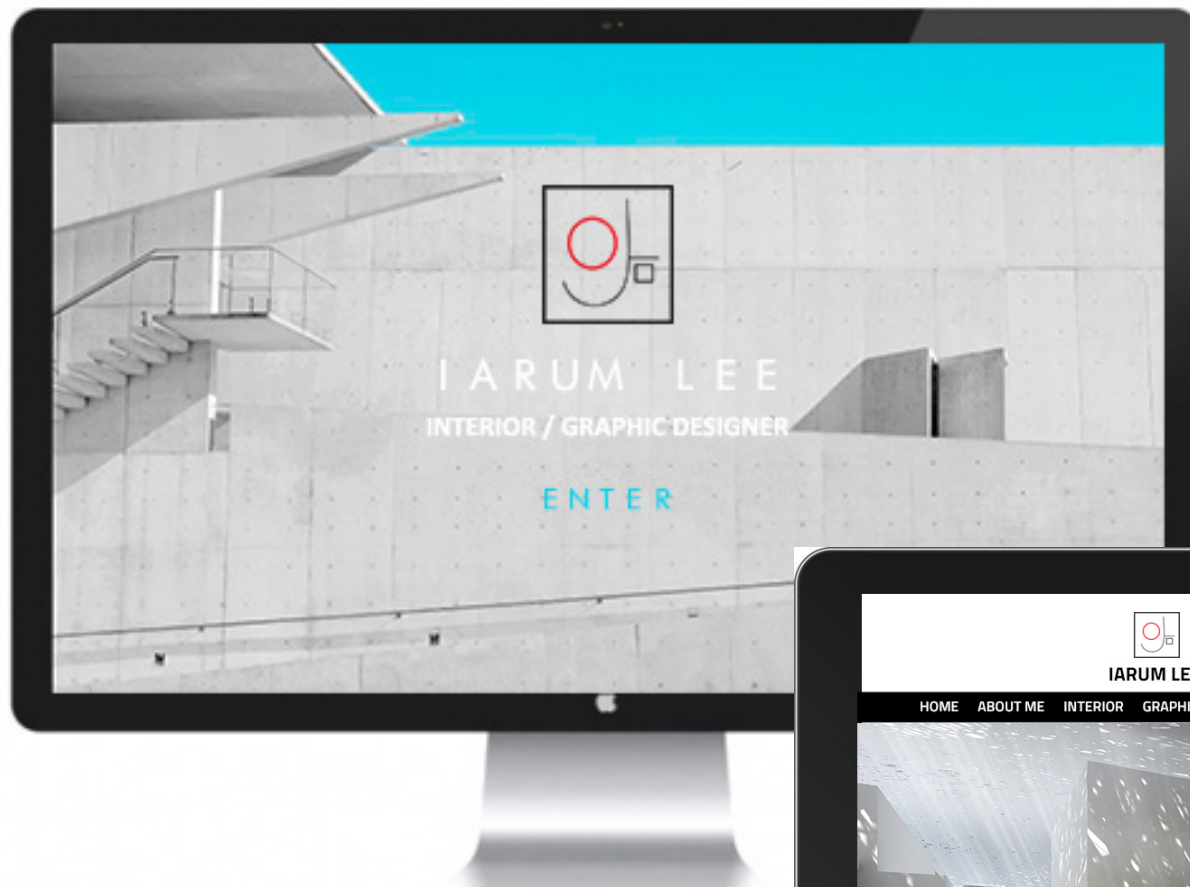 IARUM LEE
INTERIOR / GRAPHIC DESIGNER
ENTER
IARUM LE
HOME ABOUT ME INTERIOR GRAPHI